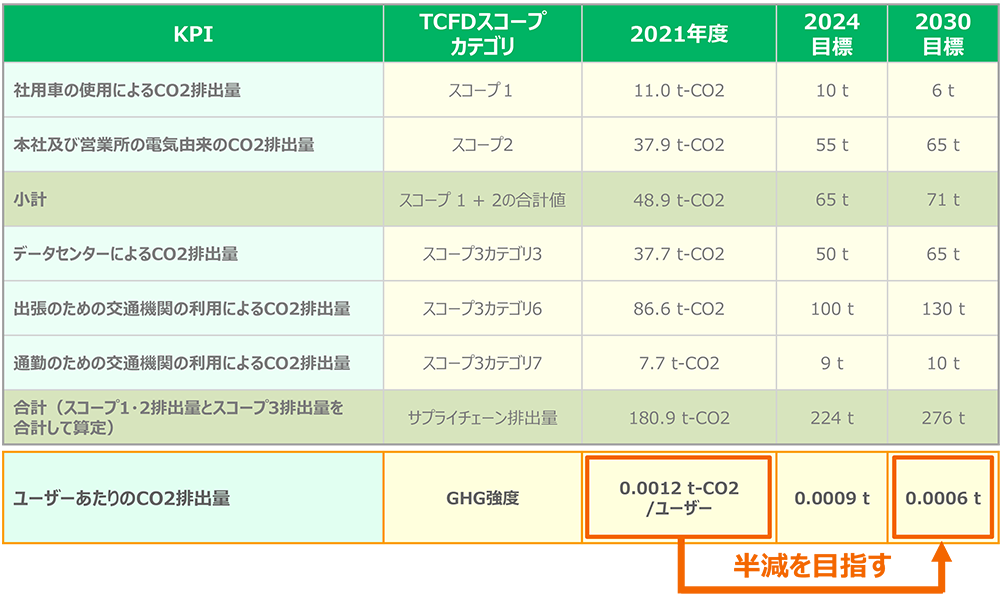 KPI
TCFDスコープ
カテゴリ
2021年度
2024
目標
2030
目標
社用車の使用によるCO2排出量
スコープ 1
11.0 t-CO2
10 t
6 t
本社及び営業所の電気由来のCO2排出量
スコープ2
37.9 t-CO2
55 t
65 t
小計
スコープ 1 + 2の合計値
48.9 t-CO2
65 t
71 t
データセンターによるCO2排出量
スコープ3カテゴリ3
37.7 t-CO2
50 t
65 t
出張のための交通機関の利用によるCO2排出量
スコープ3カテゴリ6
86.6 t-CO2
100 t
130 t
通勤のための交通機関の利用によるCO2排出量
スコープ3カテゴリ7
7.7 t-CO2
9 t
10 t
合計（スコープ1・2排出量とスコープ3排出量を
合計して算定）
サプライチェーン排出量
180.9 t-CO2
224 t
276 t
ユーザーあたりのCO2排出量
GHG強度
0.0012 t-CO2
/ユーザー
0.0009 t
0.0006 t
半減を目指す